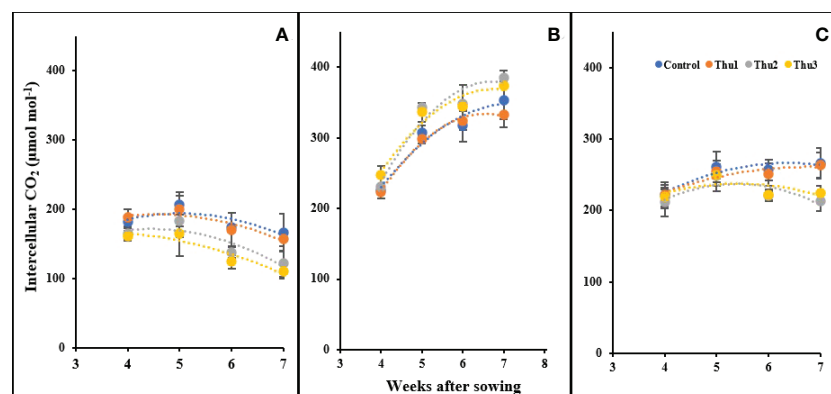 A
B
C
Control Thu1 Thu2 Thu3
Intercellular CO₂ (µmol mol⁻¹)
400
300
200
100
0
3 4 5 6 7
400
300
200
100
0
3 4 5 6 7 8
400
300
200
100
0
3 4 5 6 7
Weeks after sowing